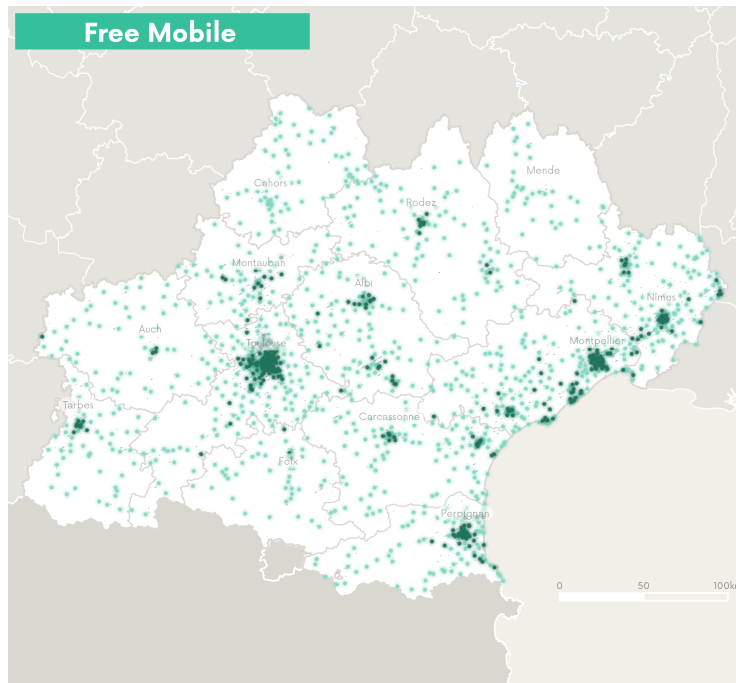 Free Mobile
Mende
Cahors
Rodez
Montauban
Albi
Nîmes
Auch
Toulouse
Montpellier
Tarbes
Carcassonne
Foix
Perpignan
0 50 100km